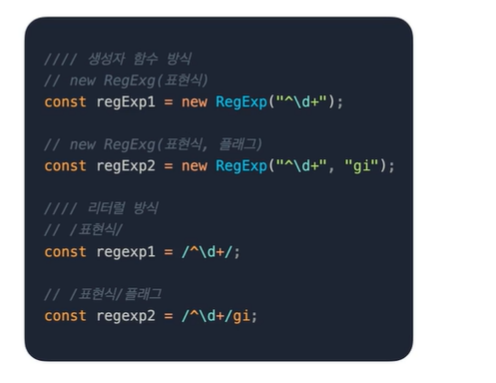 //// 생성자 함수 방식
// new RegExg(표현식)
const regExp1 = new RegExp("^\d+");
// new RegExg(표현식, 플래그)
const regExp2 = new RegExp("^\d+", "gi");
//// 리터럴 방식
// /표현식/
const regexp1 = /^\d+/;
// /표현식/플래그
const regexp2 = /^\d+/gi;